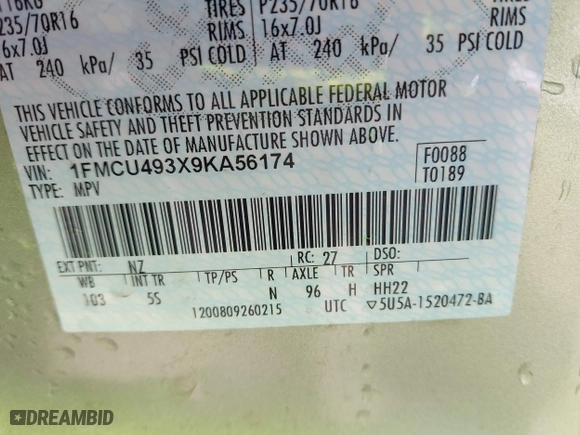 TIRES P235/70R16
235/70R16 RIMS 16x7.0J RIMS
16x7.0J AT 240 kPa/ 35 PSI COLD
AT 240 kPa/ 35 PSI COLD
THIS VEHICLE CONFORMS TO ALL APPLICABLE FEDERAL MOTOR
VEHICLE SAFETY AND THEFT PREVENTION STANDARDS IN
EFFECT ON THE DATE OF MANUFACTURE SHOWN ABOVE.
VIN: 1FMCU493X9KA56174 F0088
TYPE: MPV T0189
EXT PNT: NZ RC: 27 DSO:
WB INT TR TP/PS R AXLE TR SPR
103 5S N 96 H HH22
1200809260215 UTC ▽5U5A-1520472-BA
DREAMBID